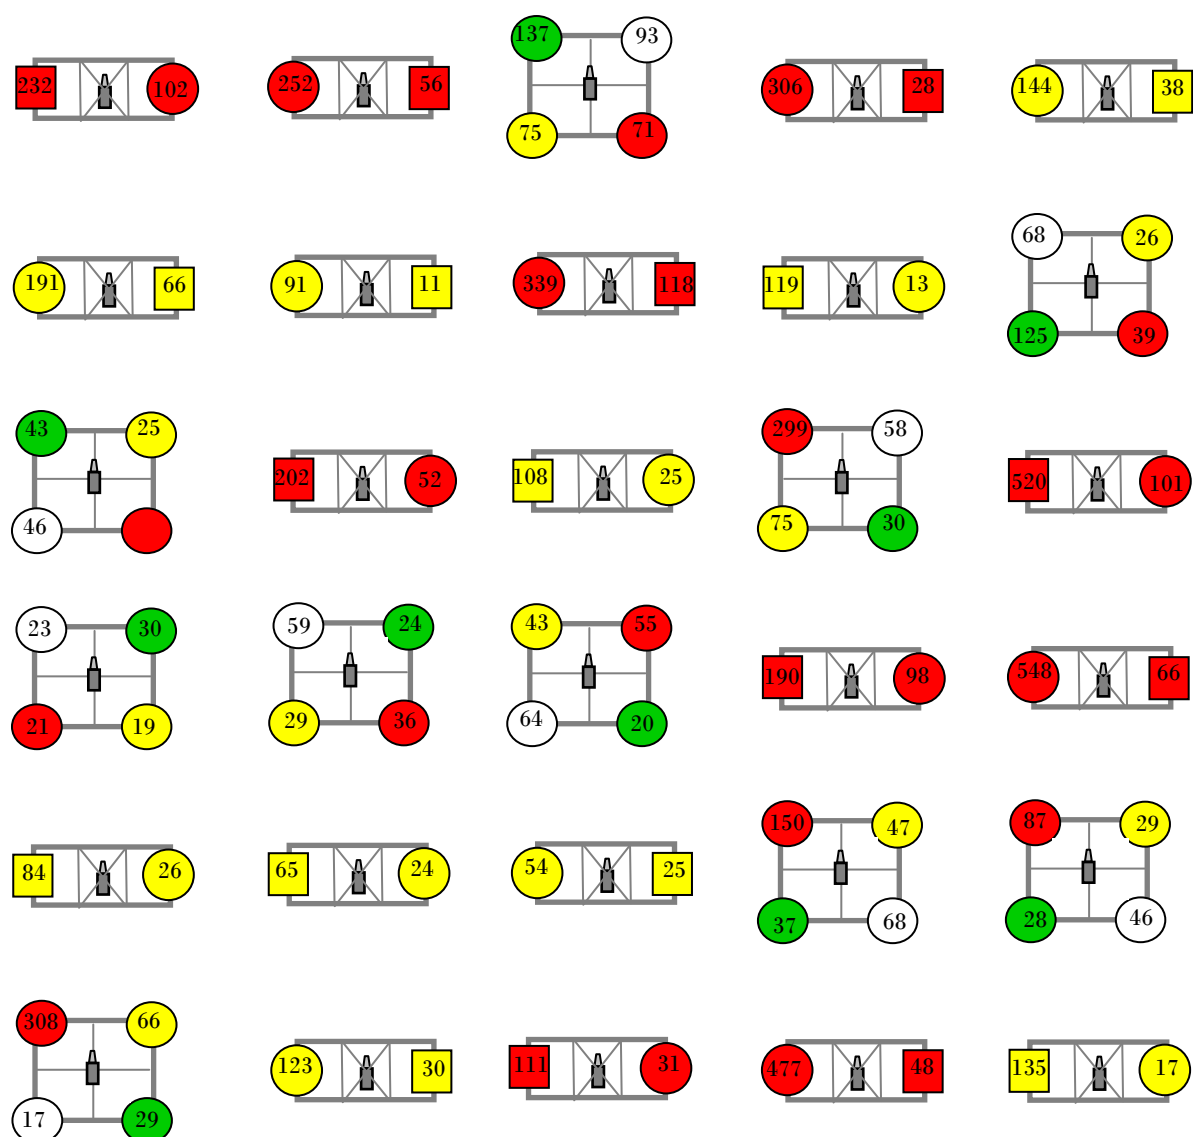 137 93
232 102 252 56 306 28 144 38
75 71
68 26
191 66 91 11 339 118 119 13
125 39
43 25 299 58
202 52 108 25 520 101
46 75 30
23 30 59 24 43 55
190 98 548 66
21 19 29 36 64 20
150 47 87 29
84 26 65 24 54 25
37 68 28 46
308 66
123 30 111 31 477 48 135 17
17 29